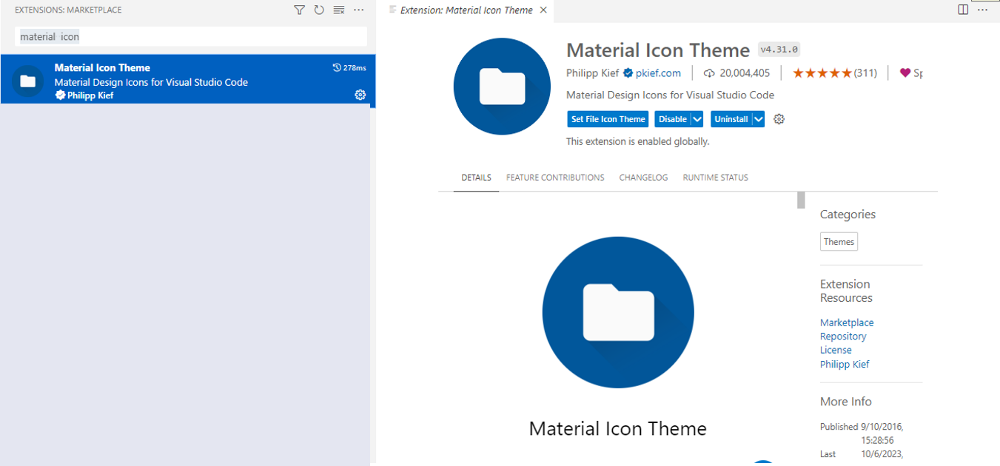 EXTENSIONS: MARKETPLACE
material icon
Material Icon Theme
278ms
Material Design Icons for Visual Studio Code
Philipp Kief
Extension: Material Icon Theme
Material Icon Theme v4.31.0
Philipp Kief pkief.com 20,004,405 (311) Sp
Material Design Icons for Visual Studio Code
Set File Icon Theme Disable Uninstall
This extension is enabled globally.
DETAILS FEATURE CONTRIBUTIONS CHANGELOG RUNTIME STATUS
Material Icon Theme
Categories
Themes
Extension
Resources
Marketplace
Repository
License
Philipp Kief
More Info
Published 9/10/2016,
15:28:56
Last 10/6/2023,